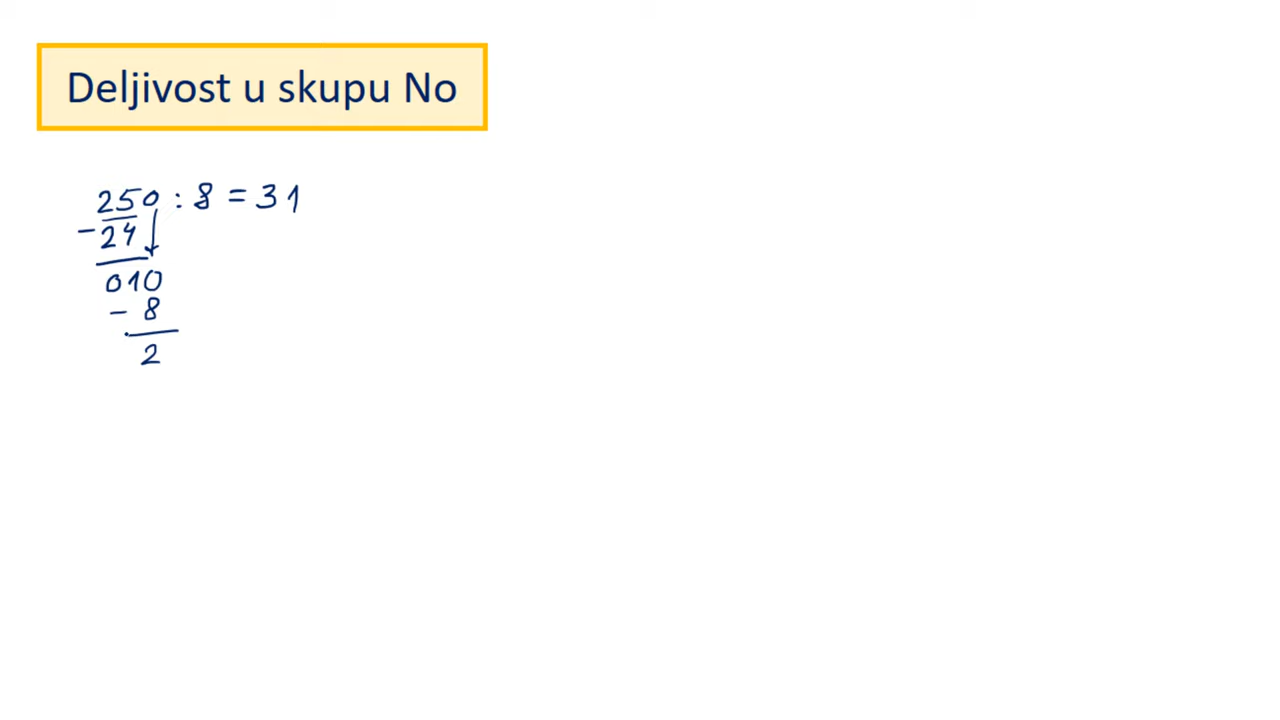 Deljivost u skupu No
250 : 8 = 31
- 24
010
- 8
2